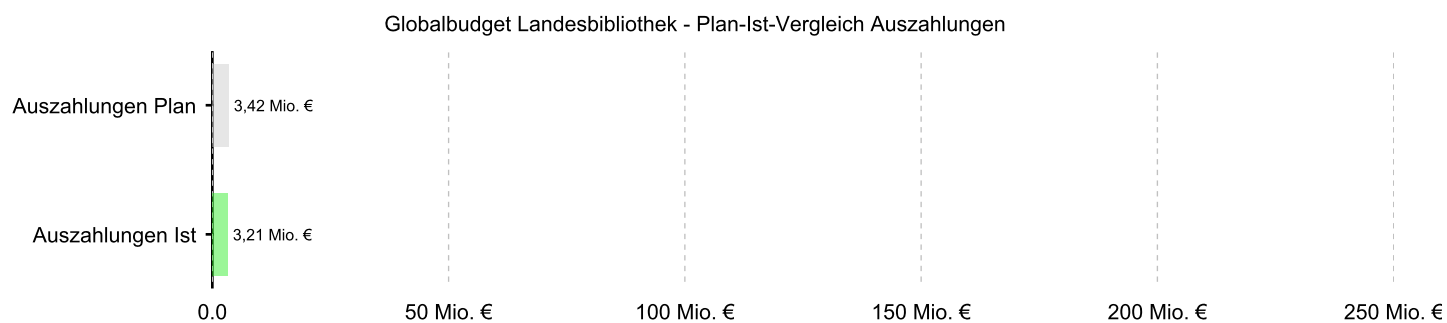 Globalbudget Landesbibliothek - Plan-Ist-Vergleich Auszahlungen
Auszahlungen Plan
3,42 Mio. €
Auszahlungen Ist
3,21 Mio. €
0.0
50 Mio. €
100 Mio. €
150 Mio. €
200 Mio. €
250 Mio. €